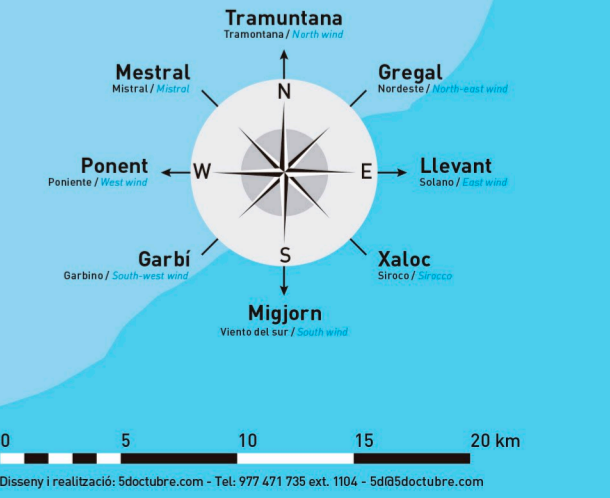 Tramuntana
Tramontana / North wind
Mestral
Mistral / Mistral
Gregal
Nordeste / North-east wind
N
Ponent
Poniente / West wind
W
E
Llevant
Solano / East wind
Garbí
Garbino / South-west wind
S
Xaloc
Siroco / Sirocco
Migjorn
Viento del sur / South wind
0 5 10 15 20 km
Disseny i realització: 5doctubre.com - Tel: 977 471 735 ext. 1104 - 5d@5doctubre.com